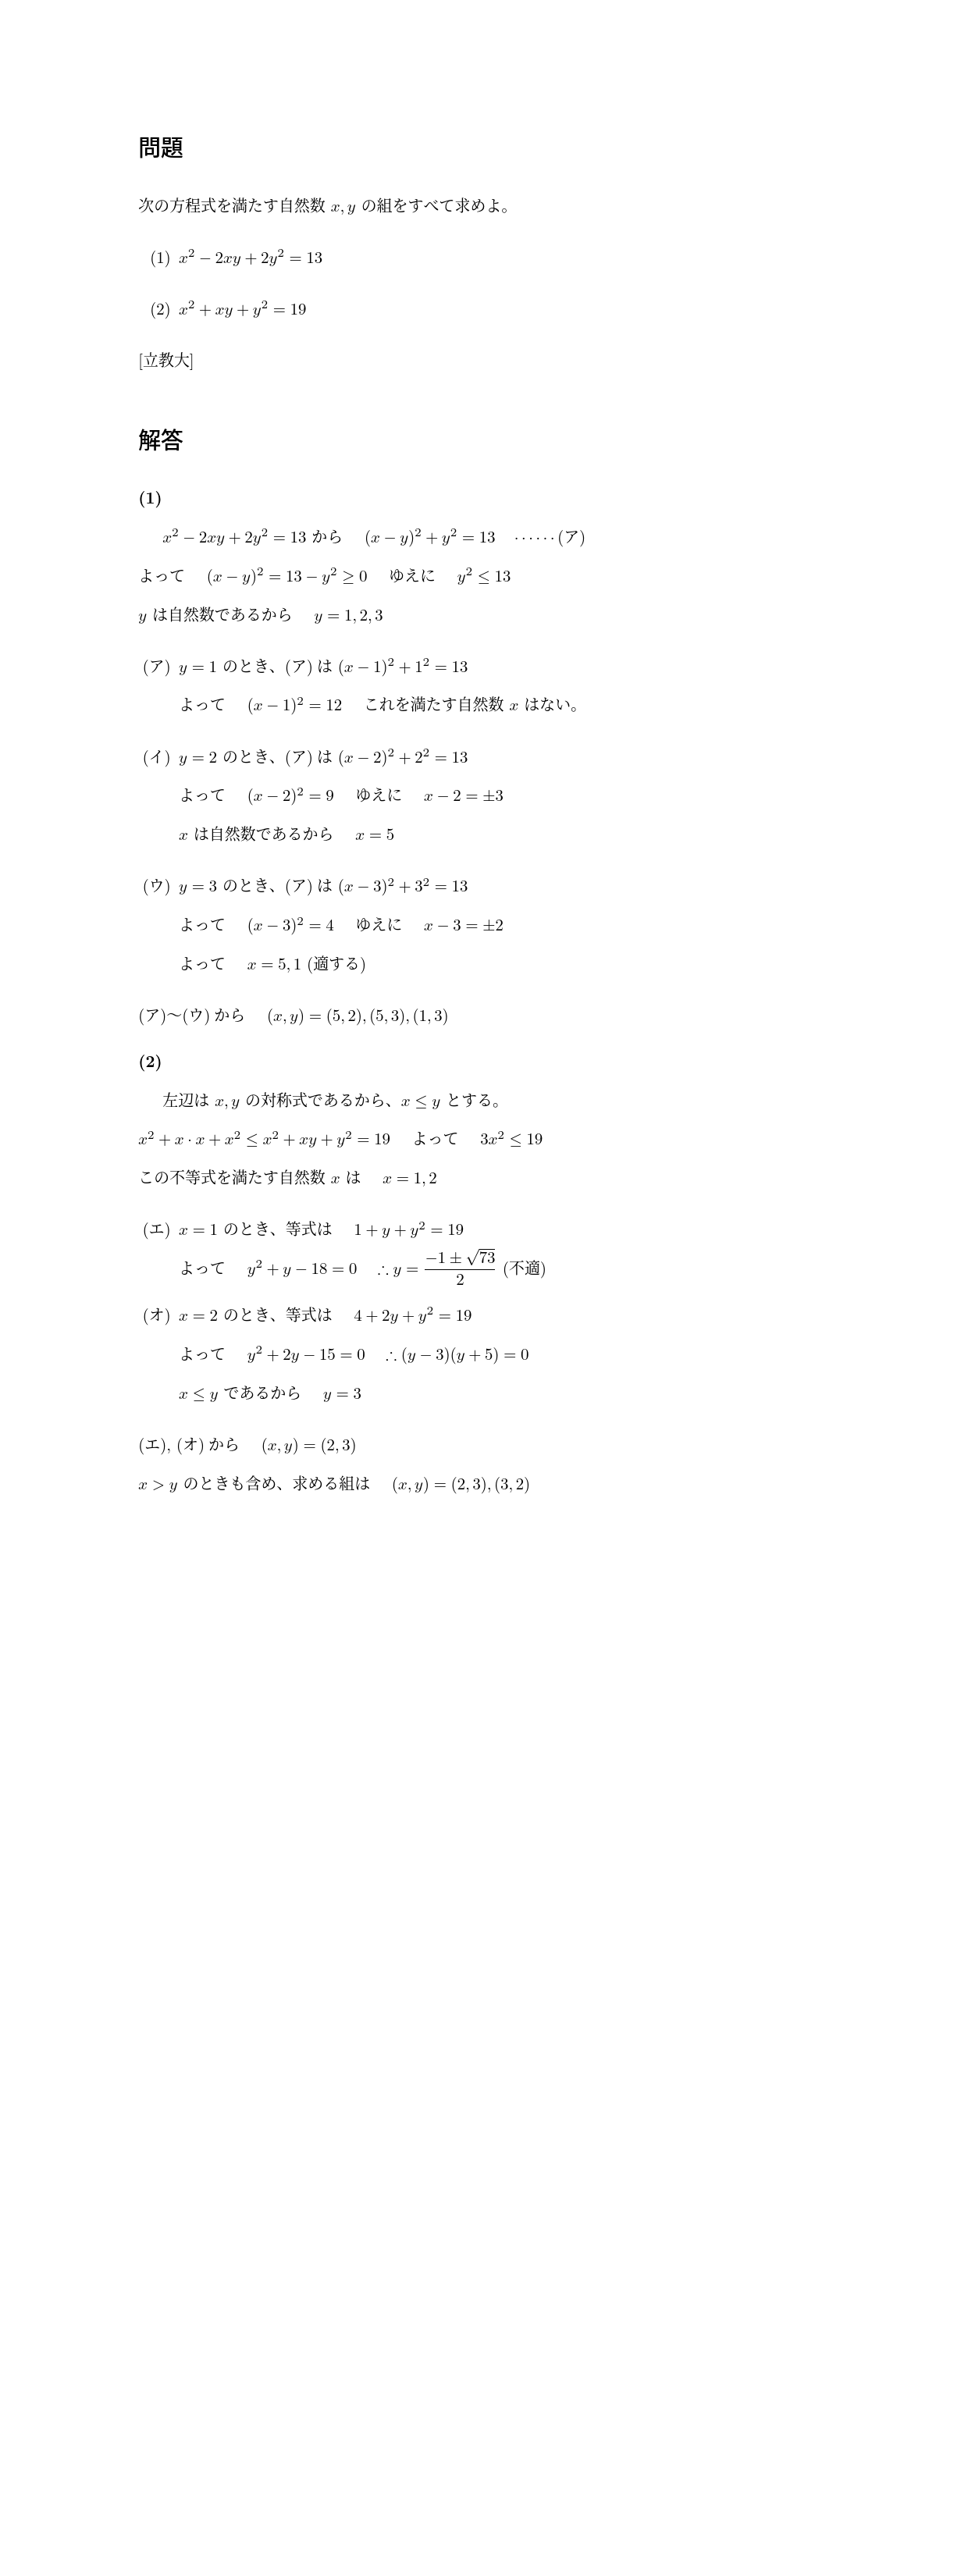 問題
次の方程式を満たす自然数 $x, y$ の組をすべて求めよ。
(1) $x^2 - 2xy + 2y^2 = 13$
(2) $x^2 + xy + y^2 = 19$
[立教大]
解答
(1)
$x^2 - 2xy + 2y^2 = 13$ から $(x-y)^2 + y^2 = 13$ ······(ア)
よって $(x-y)^2 = 13 - y^2 \geq 0$ ゆえに $y^2 \leq 13$
$y$ は自然数であるから $y = 1, 2, 3$
(ア) $y = 1$ のとき、(ア) は $(x-1)^2 + 1^2 = 13$
よって $(x-1)^2 = 12$ これを満たす自然数 $x$ はない。
(イ) $y = 2$ のとき、(ア) は $(x-2)^2 + 2^2 = 13$
よって $(x-2)^2 = 9$ ゆえに $x - 2 = \pm 3$
$x$ は自然数であるから $x = 5$
(ウ) $y = 3$ のとき、(ア) は $(x-3)^2 + 3^2 = 13$
よって $(x-3)^2 = 4$ ゆえに $x - 3 = \pm 2$
よって $x = 5, 1$ (適する)
(ア)〜(ウ) から $(x, y) = (5, 2), (5, 3), (1, 3)$
(2)
左辺は $x, y$ の対称式であるから、$x \leq y$ とする。
$x^2 + x \cdot x + x^2 \leq x^2 + xy + y^2 = 19$ よって $3x^2 \leq 19$
この不等式を満たす自然数 $x$ は $x = 1, 2$
(エ) $x = 1$ のとき、等式は $1 + y + y^2 = 19$
よって $y^2 + y - 18 = 0$ $\therefore y = \frac{-1 \pm \sqrt{73}}{2}$ (不適)
(オ) $x = 2$ のとき、等式は $4 + 2y + y^2 = 19$
よって $y^2 + 2y - 15 = 0$ $\therefore (y-3)(y+5) = 0$
$x \leq y$ であるから $y = 3$
(エ), (オ) から $(x, y) = (2, 3)$
$x > y$ のときも含め、求める組は $(x, y) = (2, 3), (3, 2)$